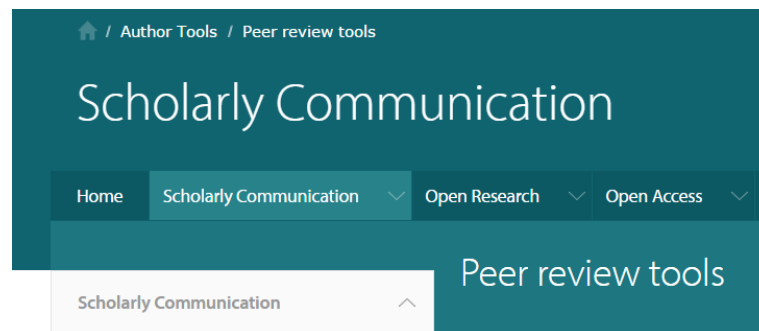 / Author Tools / Peer review tools
Scholarly Communication
Home Scholarly Communication Open Research Open Access
Peer review tools
Scholarly Communication